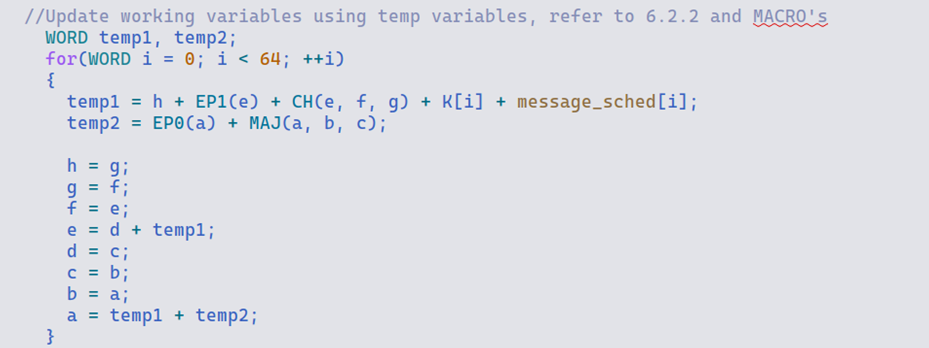 //Update working variables using temp variables, refer to 6.2.2 and MACRO's
WORD temp1, temp2;
for(WORD i = 0; i < 64; ++i)
{
temp1 = h + EP1(e) + CH(e, f, g) + K[i] + message_sched[i];
temp2 = EP0(a) + MAJ(a, b, c);
h = g;
g = f;
f = e;
e = d + temp1;
d = c;
c = b;
b = a;
a = temp1 + temp2;
}